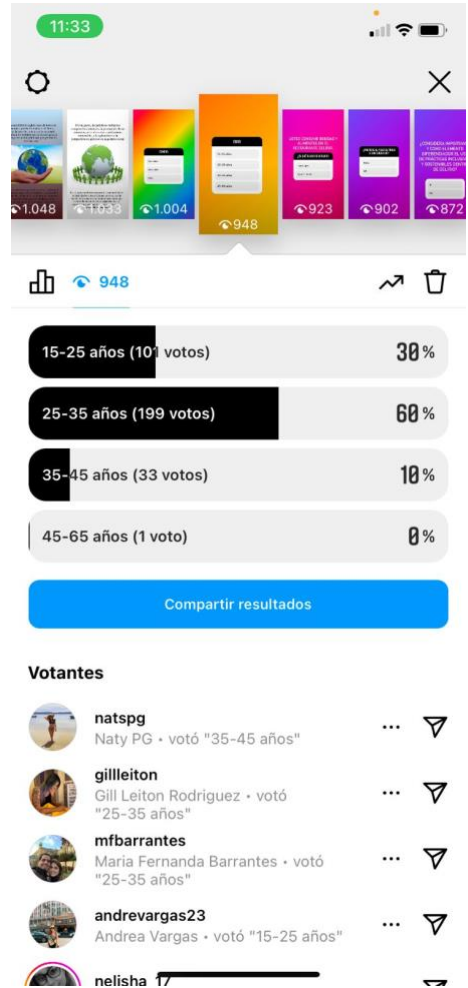 11:33
1.048
1.033
1.004
948
923
902
872
¿CONSIDERA IMPORTANTE
948
15-25 años (101 votos) 30%
25-35 años (199 votos) 60%
35-45 años (33 votos) 10%
45-65 años (1 voto) 0%
Compartir resultados
Votantes
natspg
Naty PG • votó "35-45 años"
gillleiton
Gill Leiton Rodriguez • votó
"25-35 años"
mfbarrantes
Maria Fernanda Barrantes • votó
"25-35 años"
andrevargas23
Andrea Vargas • votó "15-25 años"
nelisha_17